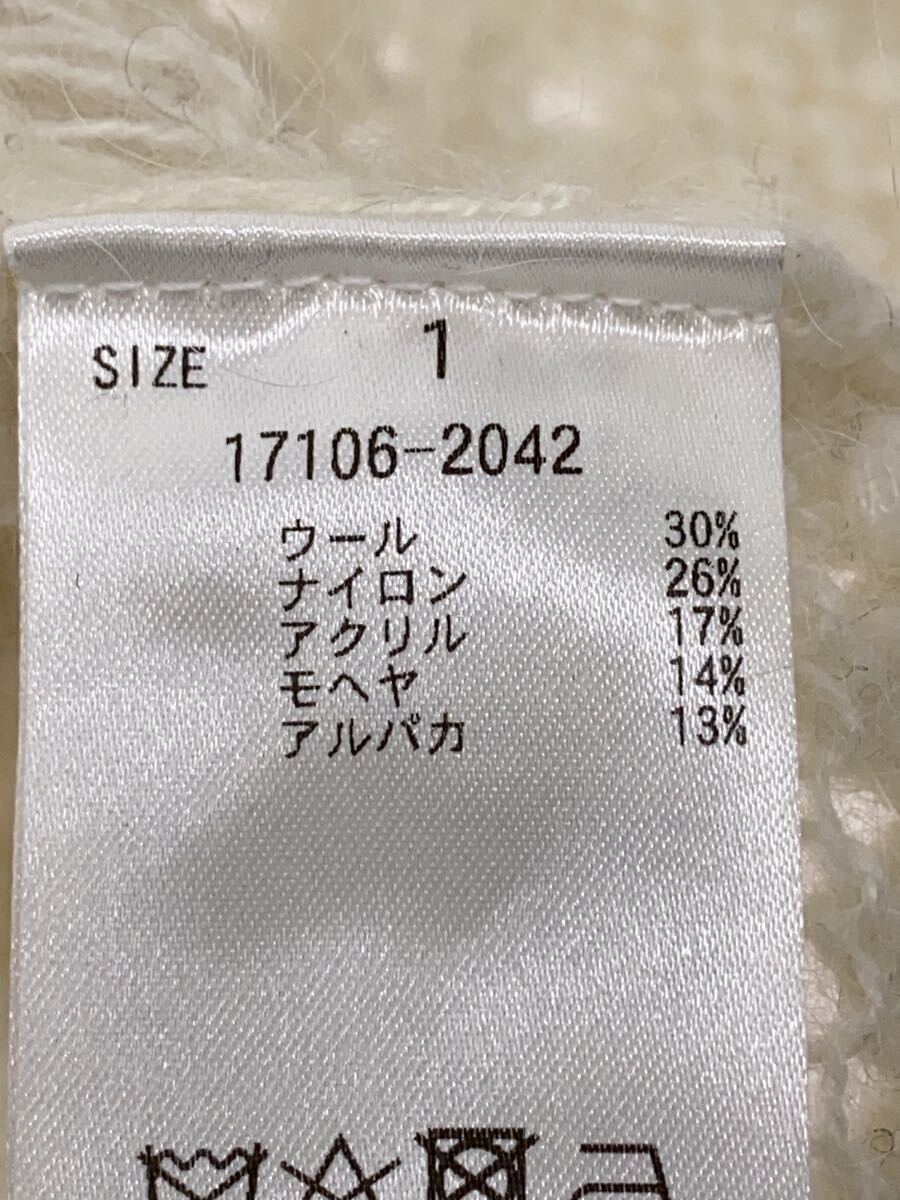 SIZE 1
17106-2042
ウール 30%
ナイロン 26%
アクリル 17%
モヘヤ 14%
アルパカ 13%